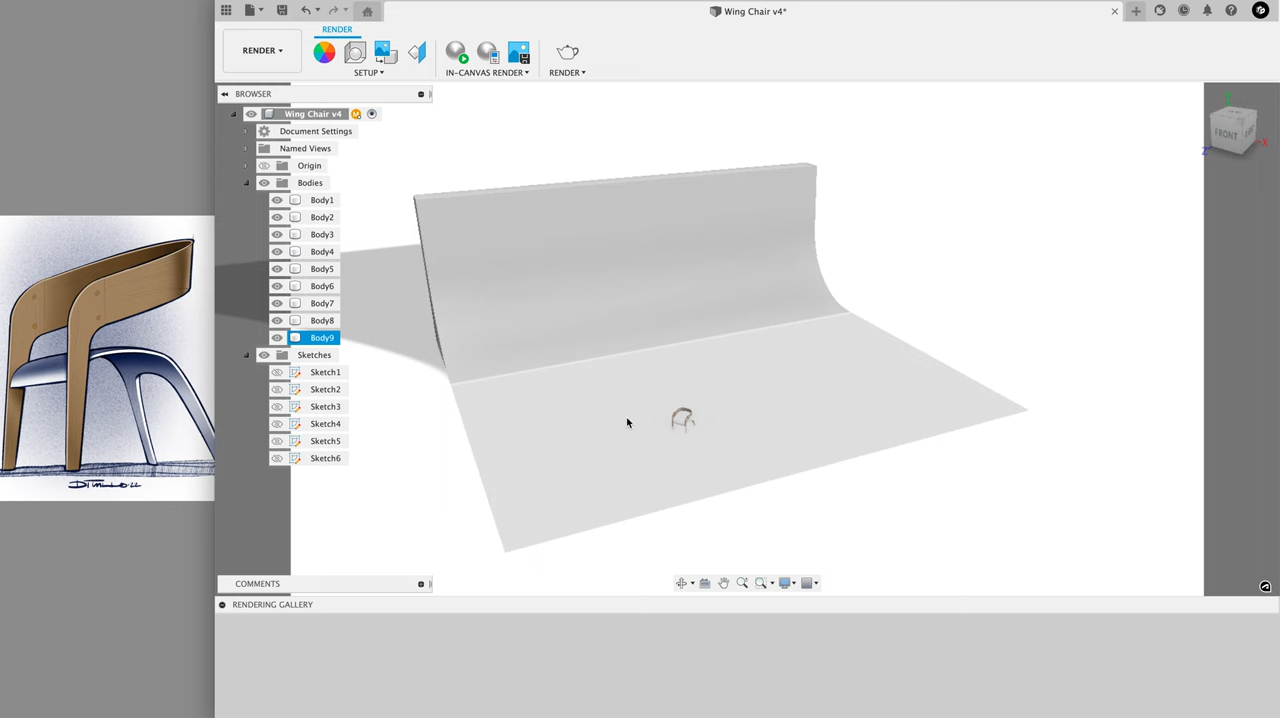 Wing Chair v4*
RENDER
RENDER
SETUP
IN-CANVAS RENDER
RENDER
BROWSER
Wing Chair v4
Document Settings
Named Views
Origin
Bodies
Body1
Body2
Body3
Body4
Body5
Body6
Body7
Body8
Body9
Sketches
Sketch1
Sketch2
Sketch3
Sketch4
Sketch5
Sketch6
FRONT
X
Y
Z
COMMENTS
RENDERING GALLERY